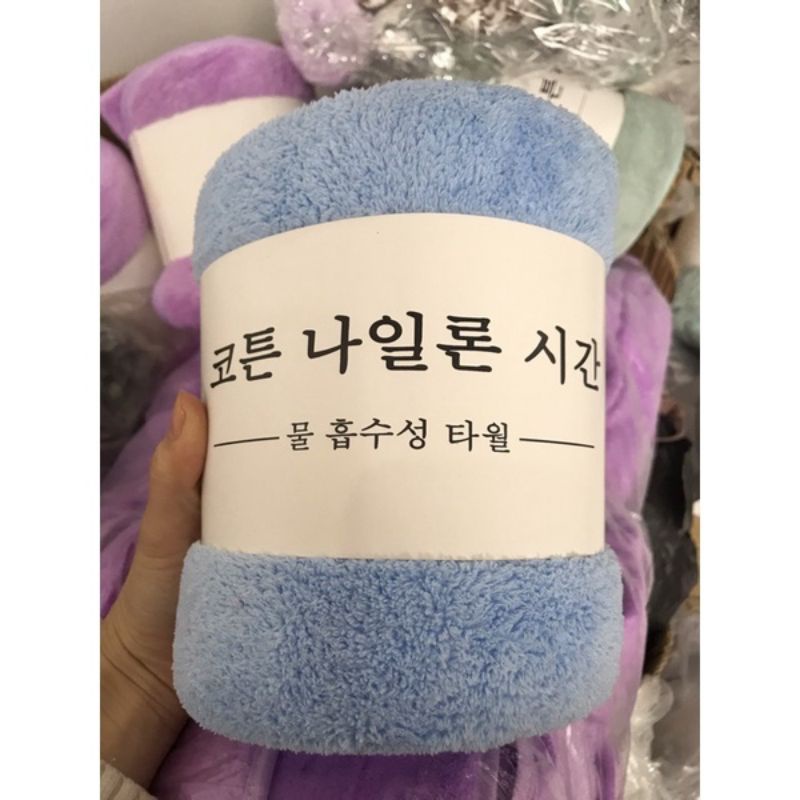 코튼 나일론 시간
물 흡수성 타월